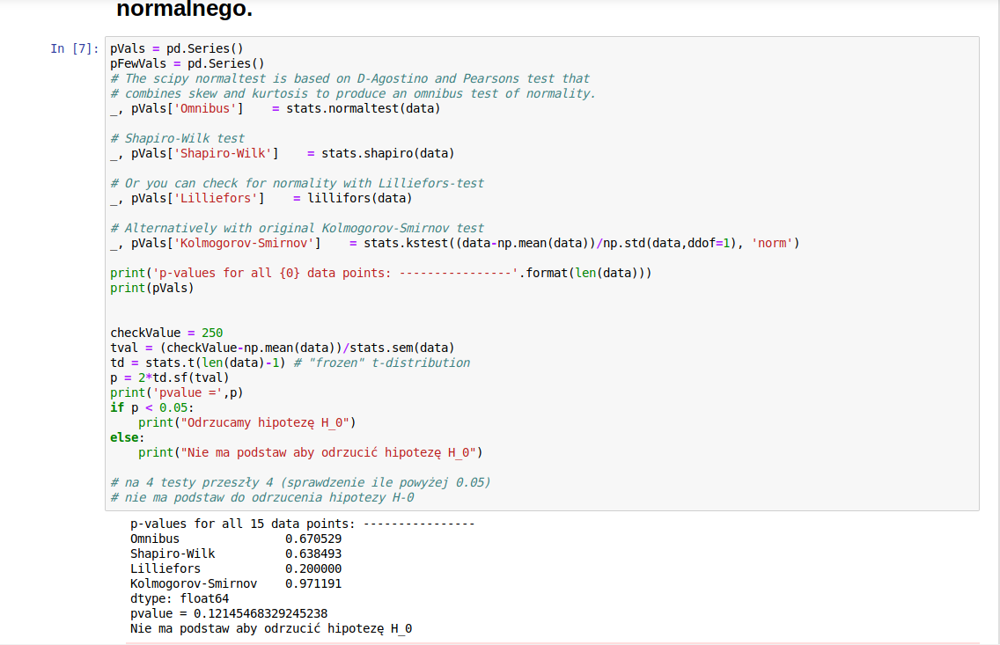 normalnego.
In [7]:
pVals = pd.Series()
pFewVals = pd.Series()
# The scipy normaltest is based on D-Agostino and Pearsons test that
# combines skew and kurtosis to produce an omnibus test of normality.
_, pVals['Omnibus']    = stats.normaltest(data)
# Shapiro-Wilk test
_, pVals['Shapiro-Wilk']    = stats.shapiro(data)
# Or you can check for normality with Lilliefors-test
_, pVals['Lilliefors']    = lillifors(data)
# Alternatively with original Kolmogorov-Smirnov test
_, pVals['Kolmogorov-Smirnov']    = stats.kstest((data-np.mean(data))/np.std(data,ddof=1), 'norm')
print('p-values for all {0} data points: ----------------'.format(len(data)))
print(pVals)
checkValue = 250
tval = (checkValue-np.mean(data))/stats.sem(data)
td = stats.t(len(data)-1) # "frozen" t-distribution
p = 2*td.sf(tval)
print('pvalue =',p)
if p < 0.05:
    print("Odrzucamy hipotezę H_0")
else:
    print("Nie ma podstaw aby odrzucić hipotezę H_0")
# na 4 testy przeszły 4 (sprawdzenie ile powyżej 0.05)
# nie ma podstaw do odrzucenia hipotezy H-0
p-values for all 15 data points: ----------------
Omnibus               0.670529
Shapiro-Wilk          0.638493
Lilliefors            0.200000
Kolmogorov-Smirnov    0.971191
dtype: float64
pvalue = 0.12145468329245238
Nie ma podstaw aby odrzucić hipotezę H_0